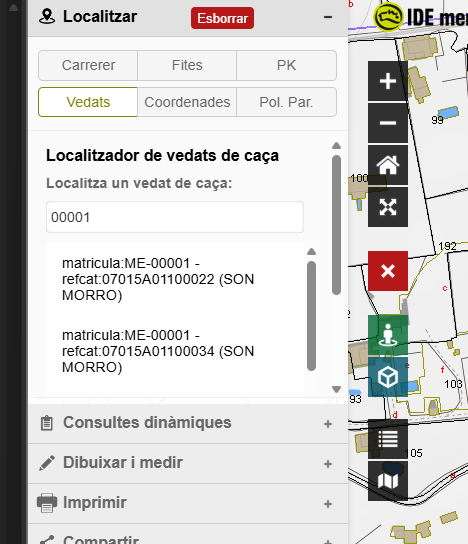 Localitzar
Esborrar
−
Carrerer
Fites
PK
Vedats
Coordenades
Pol. Par.
Localitzador de vedats de caça
Localitza un vedat de caça:
00001
matricula:ME-00001 -
refcat:07015A01100022 (SON
MORRO)
matricula:ME-00001 -
refcat:07015A01100034 (SON
MORRO)
Consultes dinàmiques +
Dibuixar i medir +
Imprimir +
Compartir +
IDE men
99
100
192
e
f
103
93
d
05
c
g